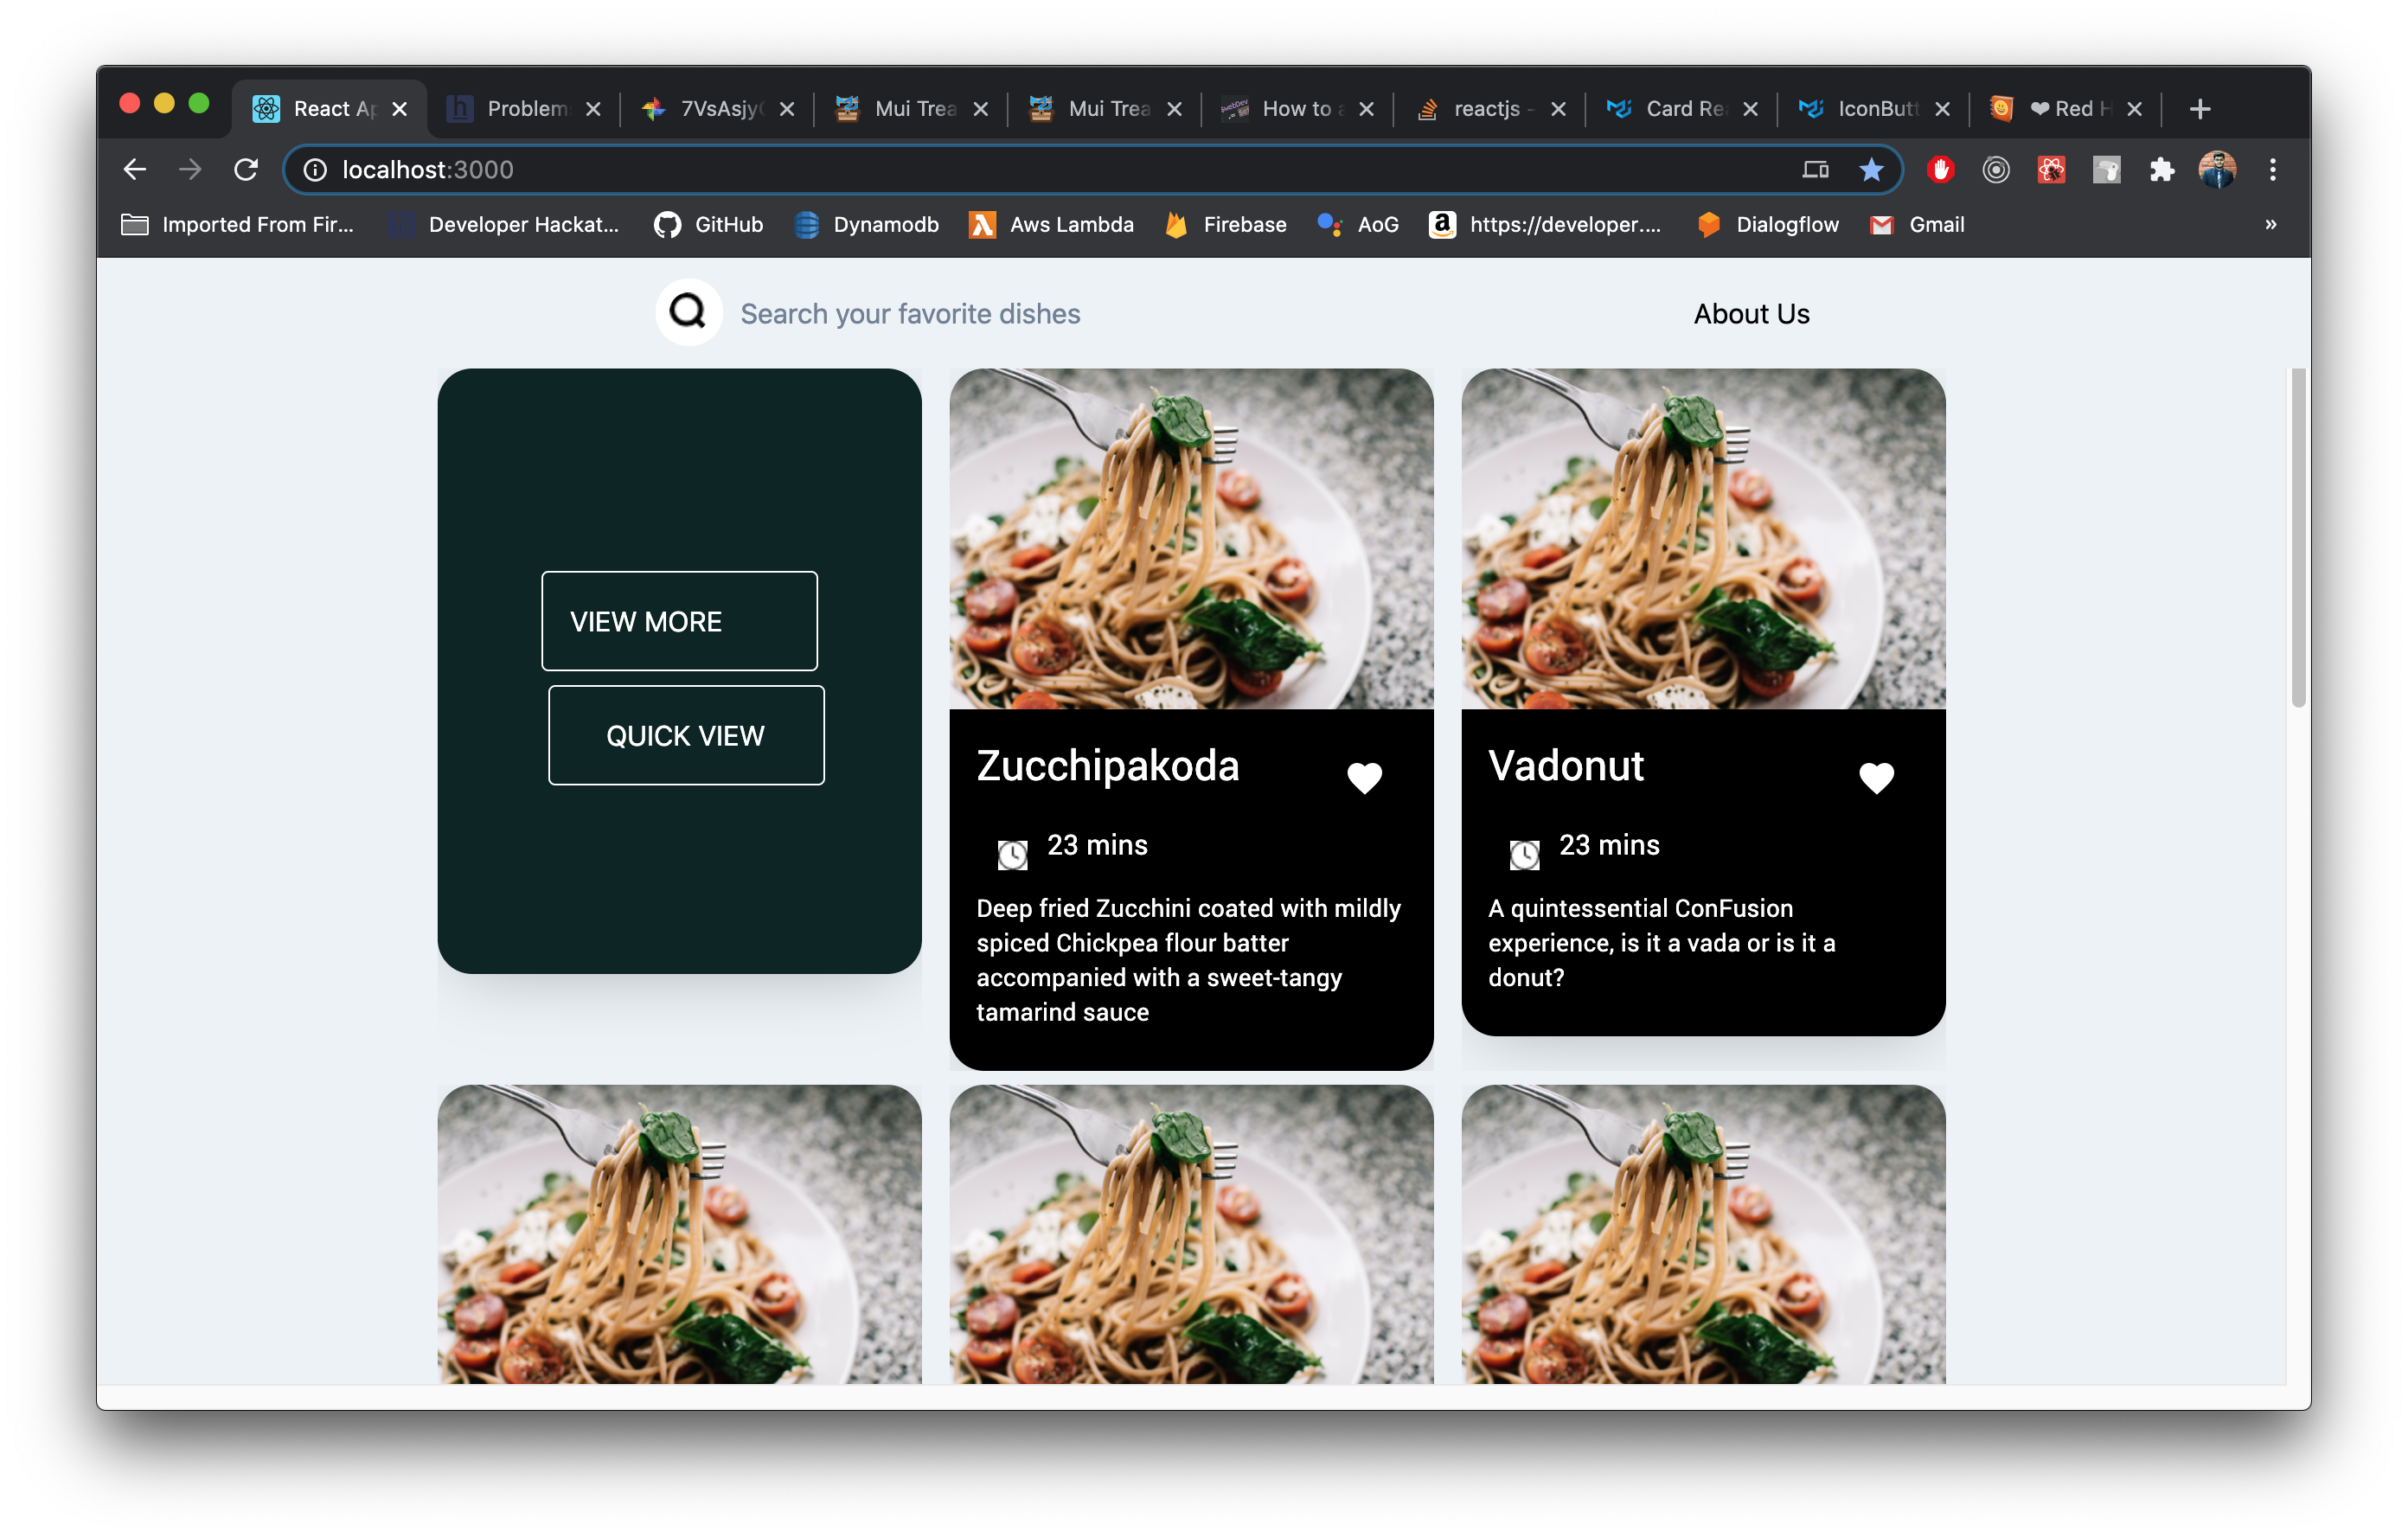 React Ap
Problem
7VsAsjy
Mui Trea
Mui Trea
How to a
reactjs -
Card Re
IconButt
❤ Red H
localhost:3000
Imported From Fir...
Developer Hackat...
GitHub
Dynamodb
Aws Lambda
Firebase
AoG
https://developer....
Dialogflow
Gmail
»
Search your favorite dishes
About Us
VIEW MORE
QUICK VIEW
Zucchipakoda
23 mins
Deep fried Zucchini coated with mildly
spiced Chickpea flour batter
accompanied with a sweet-tangy
tamarind sauce
Vadonut
23 mins
A quintessential ConFusion
experience, is it a vada or is it a
donut?